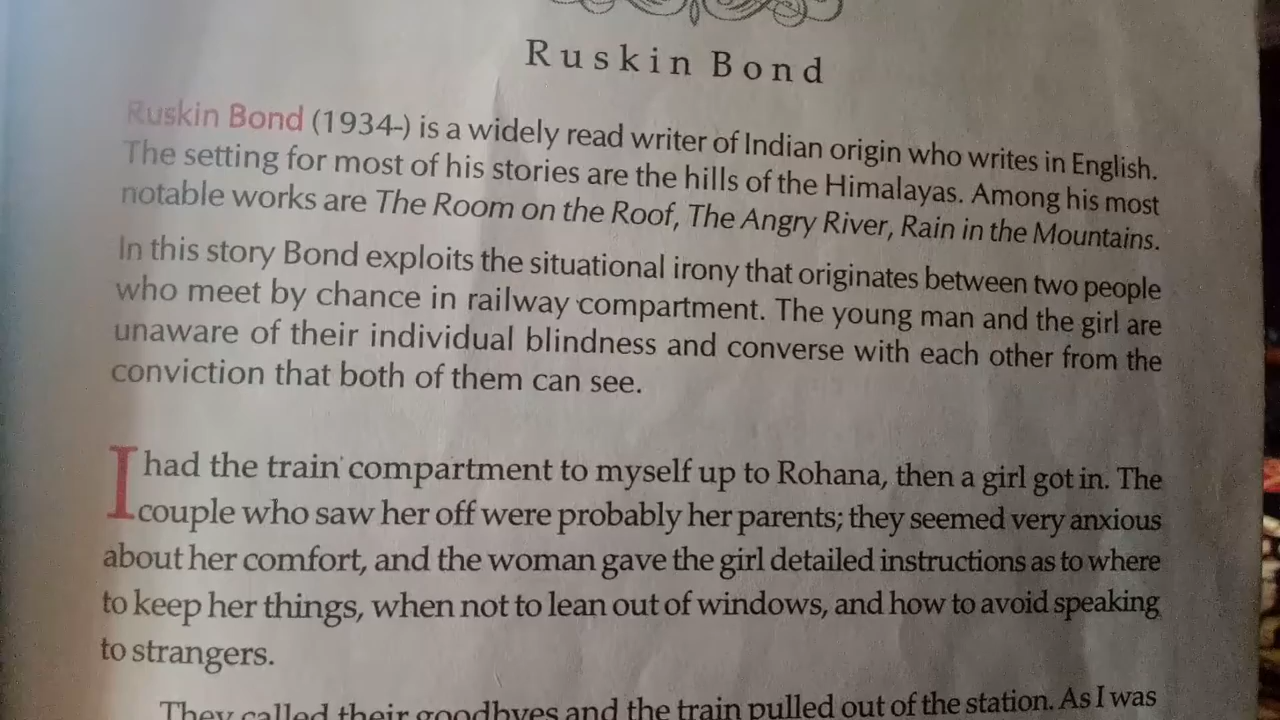 Ruskin Bond
Ruskin Bond (1934-) is a widely read writer of Indian origin who writes in English.
The setting for most of his stories are the hills of the Himalayas. Among his most
notable works are The Room on the Roof, The Angry River, Rain in the Mountains.
In this story Bond exploits the situational irony that originates between two people
who meet by chance in railway compartment. The young man and the girl are
unaware of their individual blindness and converse with each other from the
conviction that both of them can see.
I had the train compartment to myself up to Rohana, then a girl got in. The
couple who saw her off were probably her parents; they seemed very anxious
about her comfort, and the woman gave the girl detailed instructions as to where
to keep her things, when not to lean out of windows, and how to avoid speaking
to strangers.
They called their goodbyes and the train pulled out of the station. As I was